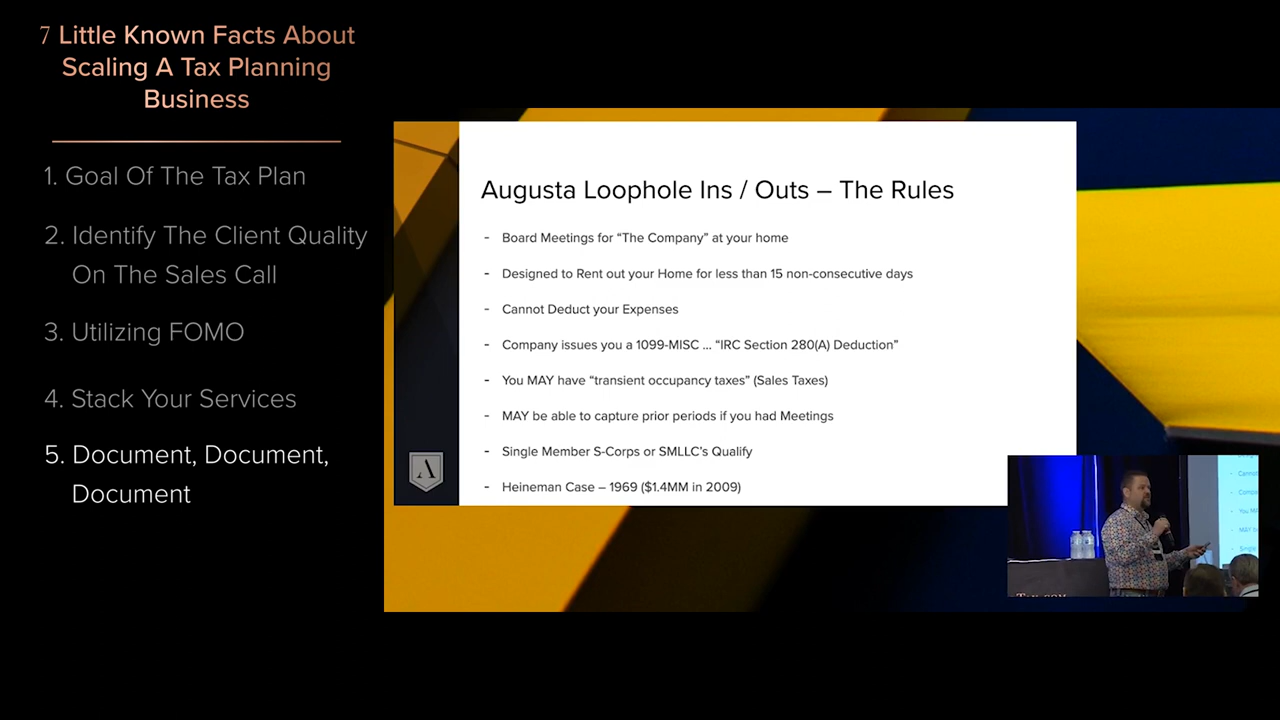 7 Little Known Facts About
Scaling A Tax Planning
Business
1. Goal Of The Tax Plan
2. Identify The Client Quality
On The Sales Call
3. Utilizing FOMO
4. Stack Your Services
5. Document, Document,
Document
Augusta Loophole Ins / Outs – The Rules
- Board Meetings for “The Company” at your home
- Designed to Rent out your Home for less than 15 non-consecutive days
- Cannot Deduct your Expenses
- Company issues you a 1099-MISC ... “IRC Section 280(A) Deduction”
- You MAY have “transient occupancy taxes” (Sales Taxes)
- MAY be able to capture prior periods if you had Meetings
- Single Member S-Corps or SMLLC’s Qualify
- Heineman Case – 1969 ($1.4MM in 2009)
A